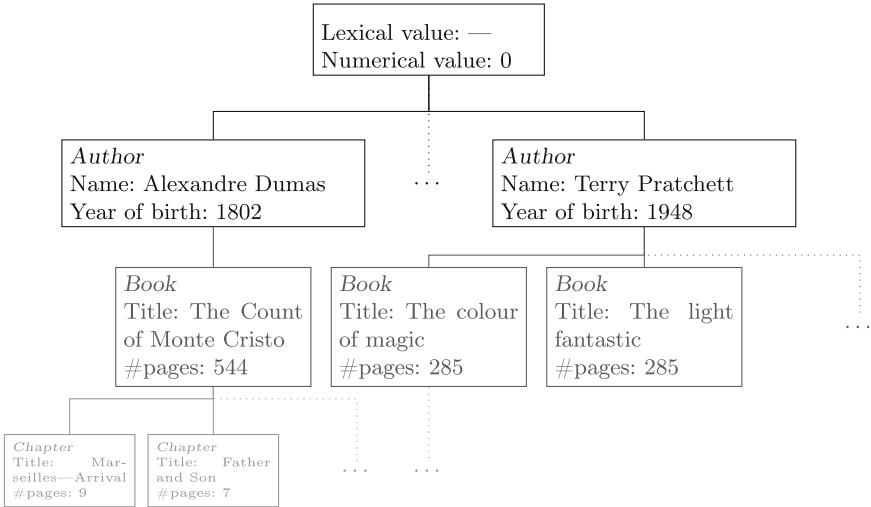 Lexical value: —
Numerical value: 0
Author
Name: Alexandre Dumas
Year of birth: 1802
...
Author
Name: Terry Pratchett
Year of birth: 1948
Book
Title: The Count
of Monte Cristo
#pages: 544
Book
Title: The colour
of magic
#pages: 285
Book
Title: The light
fantastic
#pages: 285
...
Chapter
Title: Mar-
seilles—Arrival
#pages: 9
Chapter
Title: Father
and Son
#pages: 7
...
...